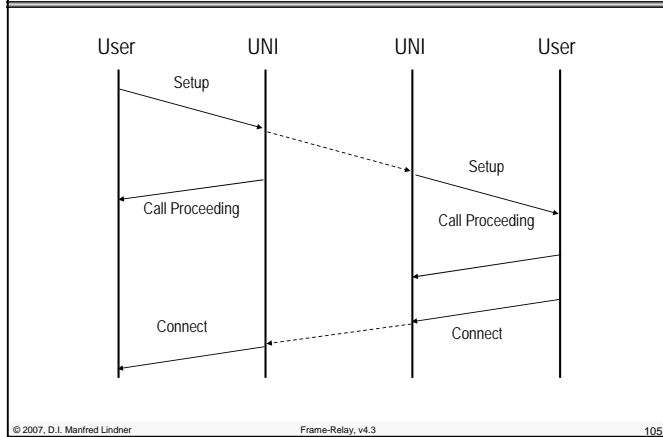 User UNI UNI User
Setup
Setup
Call Proceeding Call Proceeding
Connect Connect
© 2007, D.I. Manfred Lindner Frame-Relay, v4.3 105